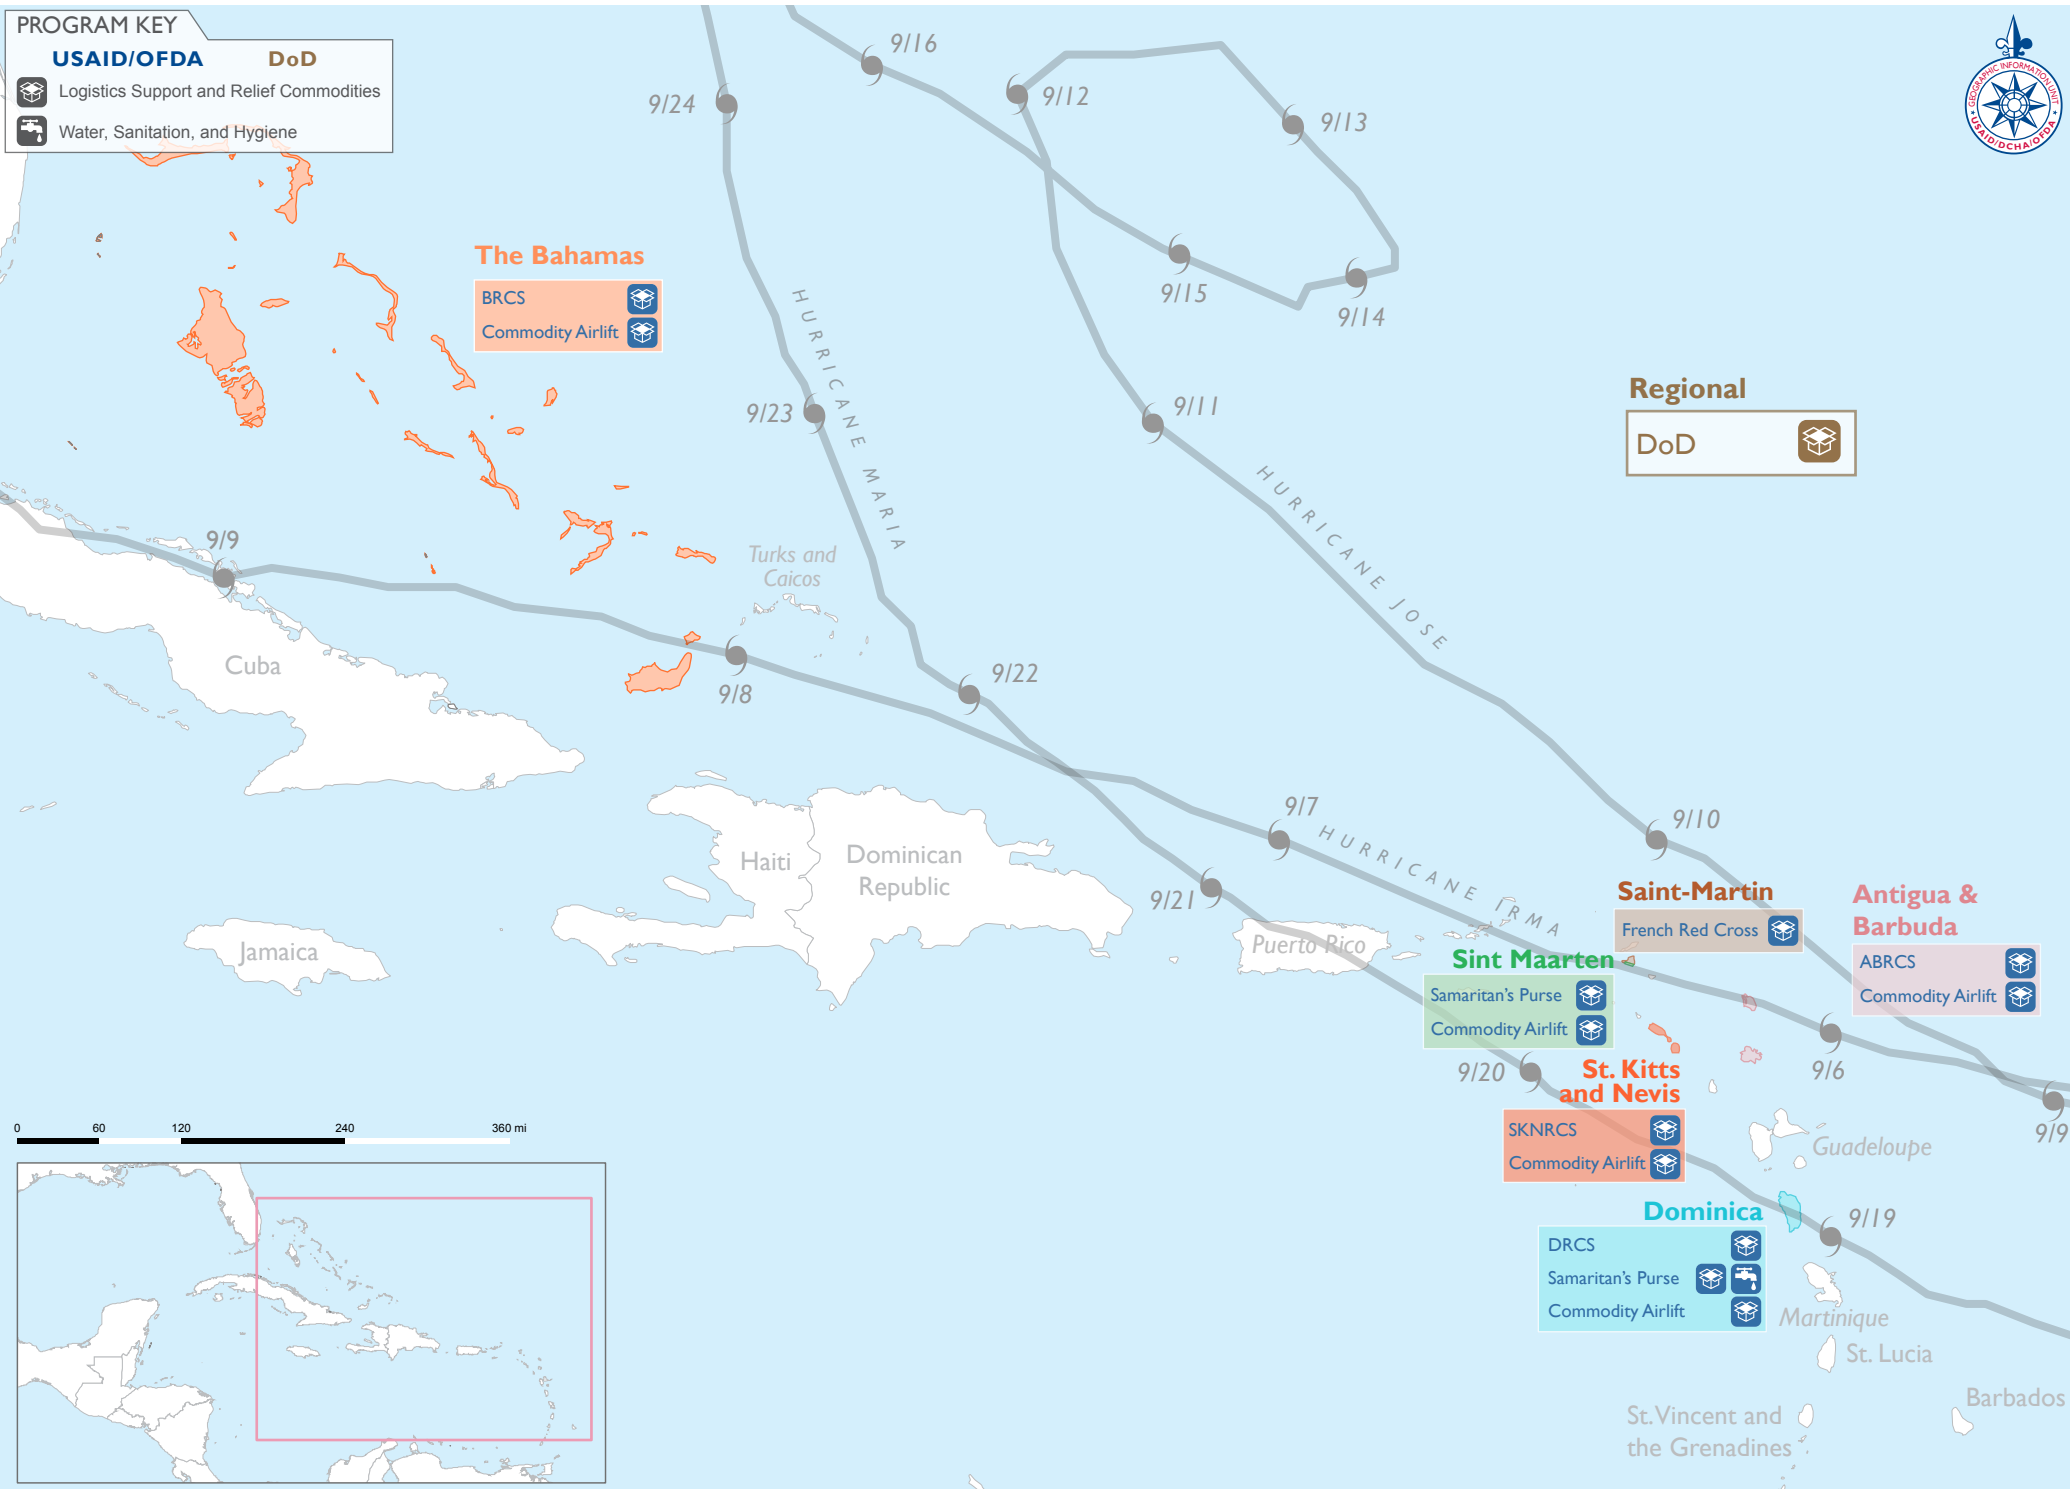 PROGRAM KEY
USAID/OFDA DoD
Logistics Support and Relief Commodities
Water, Sanitation, and Hygiene
GEOGRAPHIC INFORMATION UNIT
USAID/DCHA/OFDA
9/16
9/24
9/12
9/13
The Bahamas
BRCS
Commodity Airlift
9/15
9/14
HURRICANE MARIA
9/23
9/11
Regional
DoD
HURRICANE JOSE
9/9
Turks and
Caicos
Cuba
9/8
9/22
9/7
HURRICANE IRMA
9/10
Haiti
Dominican
Republic
9/21
Jamaica
Puerto Rico
Saint-Martin
French Red Cross
Antigua &
Barbuda
ABRCS
Commodity Airlift
Sint Maarten
Samaritan's Purse
Commodity Airlift
9/20
9/6
9/9
St. Kitts
and Nevis
SKNRCS
Commodity Airlift
Guadeloupe
Dominica
DRCS
Samaritan's Purse
Commodity Airlift
9/19
Martinique
St. Lucia
Barbados
St. Vincent and
the Grenadines
0 60 120 240 360 mi